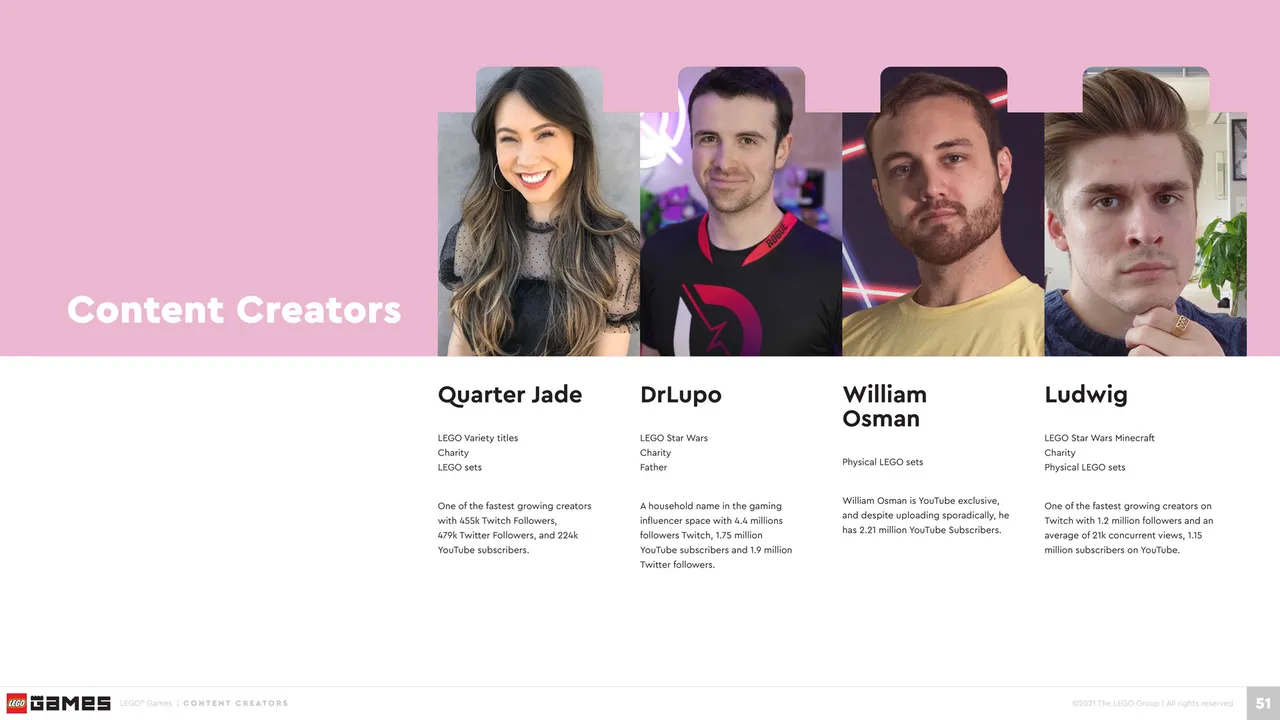 ROGUE
Content Creators
Quarter Jade
LEGO Variety titles
Charity
LEGO sets
One of the fastest growing creators
with 455k Twitch Followers,
479k Twitter Followers, and 224k
YouTube subscribers.
DrLupo
LEGO Star Wars
Charity
Father
A household name in the gaming
influencer space with 4.4 millions
followers Twitch, 1.75 million
YouTube subscribers and 1.9 million
Twitter followers.
William
Osman
Physical LEGO sets
William Osman is YouTube exclusive,
and despite uploading sporadically, he
has 2.21 million YouTube Subscribers.
Ludwig
LEGO Star Wars Minecraft
Charity
Physical LEGO sets
One of the fastest growing creators on
Twitch with 1.2 million followers and an
average of 21k concurrent views, 1.15
million subscribers on YouTube.
LEGO GAMES LEGO® Games | CONTENT CREATORS
©2021 The LEGO Group / All rights reserved 51